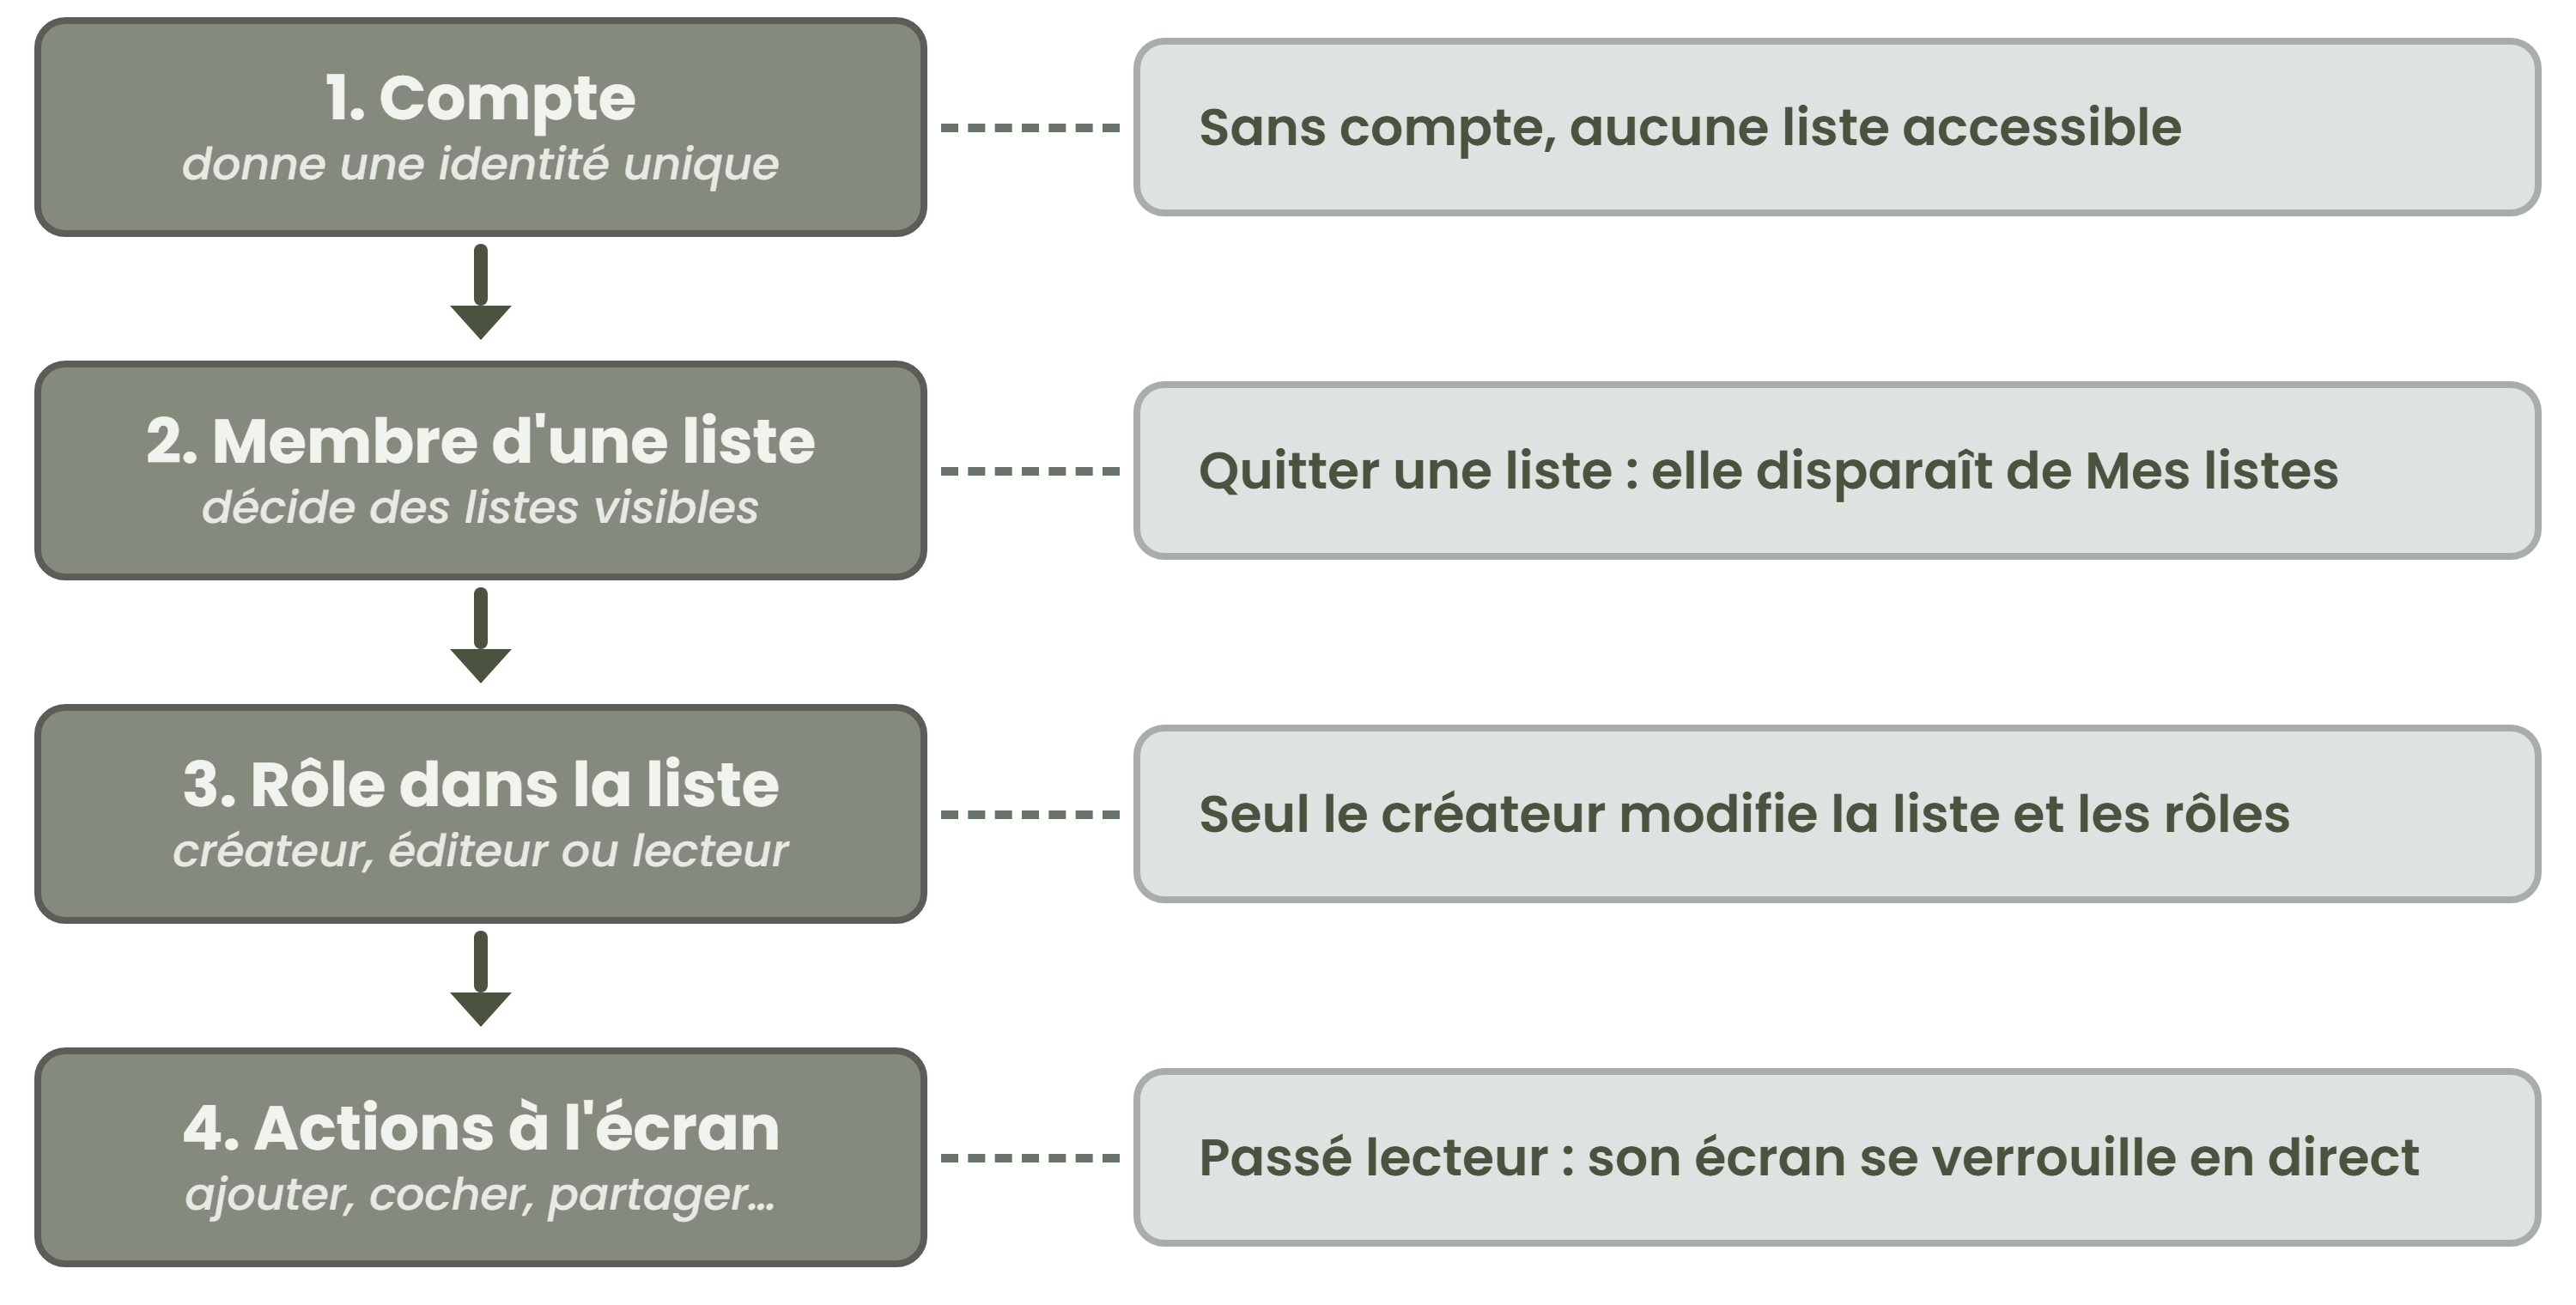 1. Compte
donne une identité unique
Sans compte, aucune liste accessible
2. Membre d'une liste
décide des listes visibles
Quitter une liste : elle disparaît de Mes listes
3. Rôle dans la liste
créateur, éditeur ou lecteur
Seul le créateur modifie la liste et les rôles
4. Actions à l'écran
ajouter, cocher, partager...
Passé lecteur : son écran se verrouille en direct